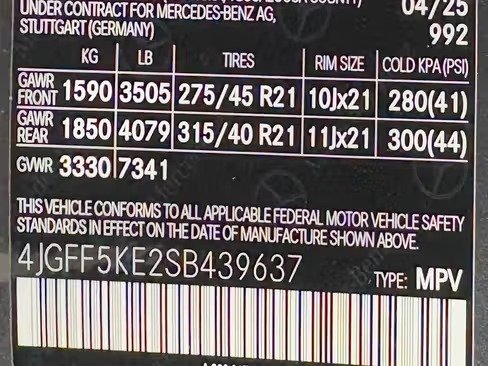 UNDER CONTRACT FOR MERCEDES-BENZ AG,
STUTTGART (GERMANY)
04/25
992
KG LB TIRES RIM SIZE COLD KPA (PSI)
GAWR FRONT 1590 3505 275/45 R21 10Jx21 280(41)
GAWR REAR 1850 4079 315/40 R21 11Jx21 300(44)
GVWR 3330 7341
THIS VEHICLE CONFORMS TO ALL APPLICABLE FEDERAL MOTOR VEHICLE SAFETY
STANDARDS IN EFFECT ON THE DATE OF MANUFACTURE SHOWN ABOVE.
4JGFF5KE2SB439637
TYPE: MPV